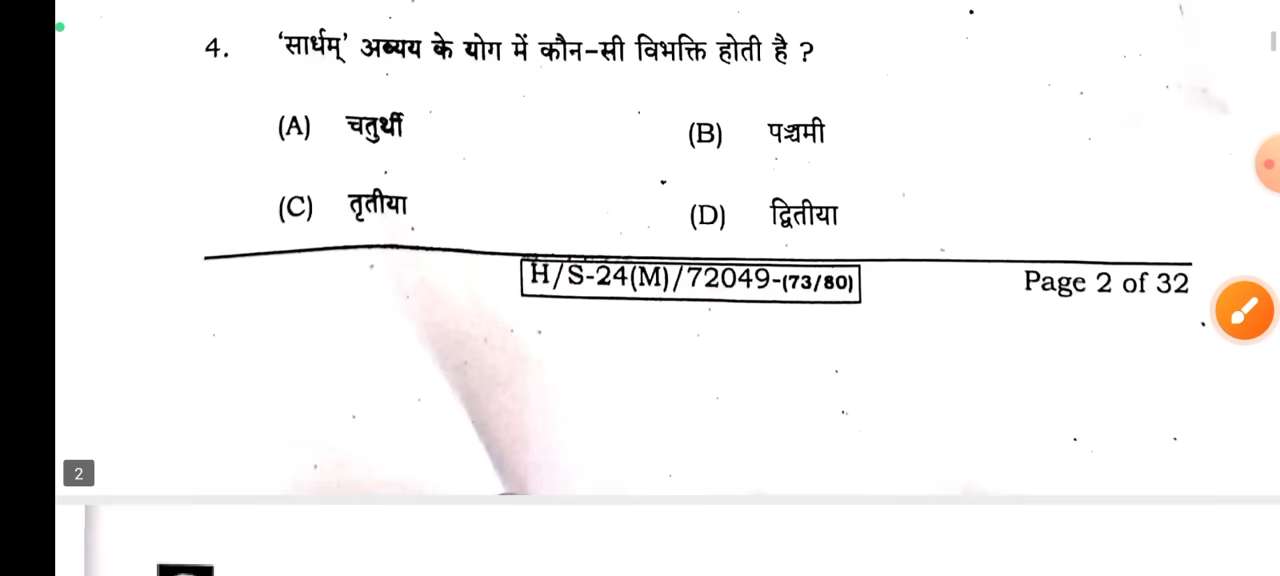 4. 'सार्धम्' अव्यय के योग में कौन-सी विभक्ति होती है ?
(A) चतुर्थी (B) पञ्चमी
(C) तृतीया (D) द्वितीया
H/S-24(M)/72049-(73/80) Page 2 of 32
2